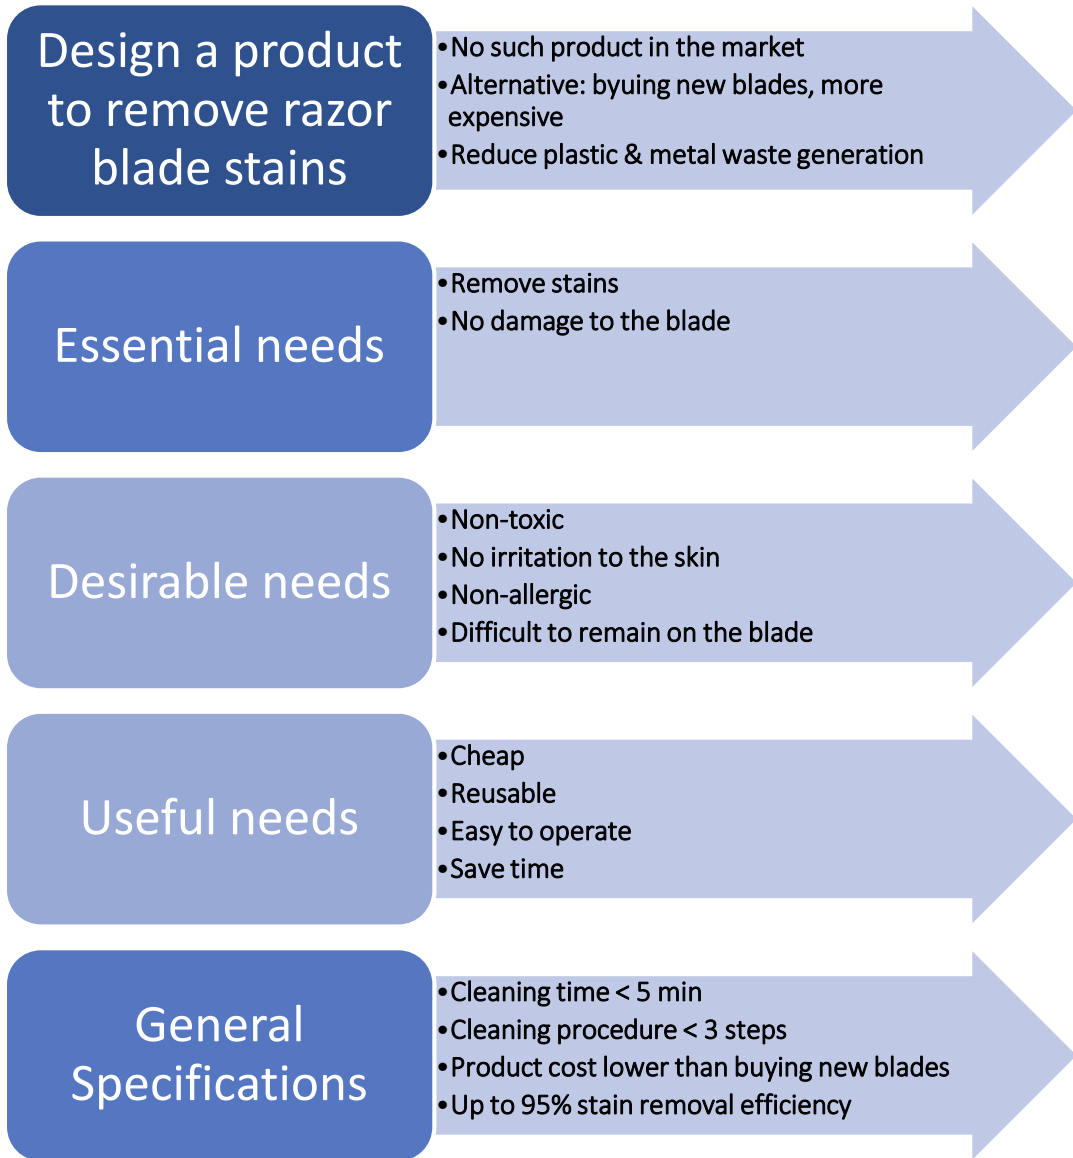 Design a product
to remove razor
blade stains
•No such product in the market
•Alternative: byuing new blades, more
expensive
•Reduce plastic & metal waste generation
Essential needs
•Remove stains
•No damage to the blade
Desirable needs
•Non-toxic
•No irritation to the skin
•Non-allergic
•Difficult to remain on the blade
Useful needs
•Cheap
•Reusable
•Easy to operate
•Save time
General
Specifications
•Cleaning time < 5 min
•Cleaning procedure < 3 steps
•Product cost lower than buying new blades
•Up to 95% stain removal efficiency